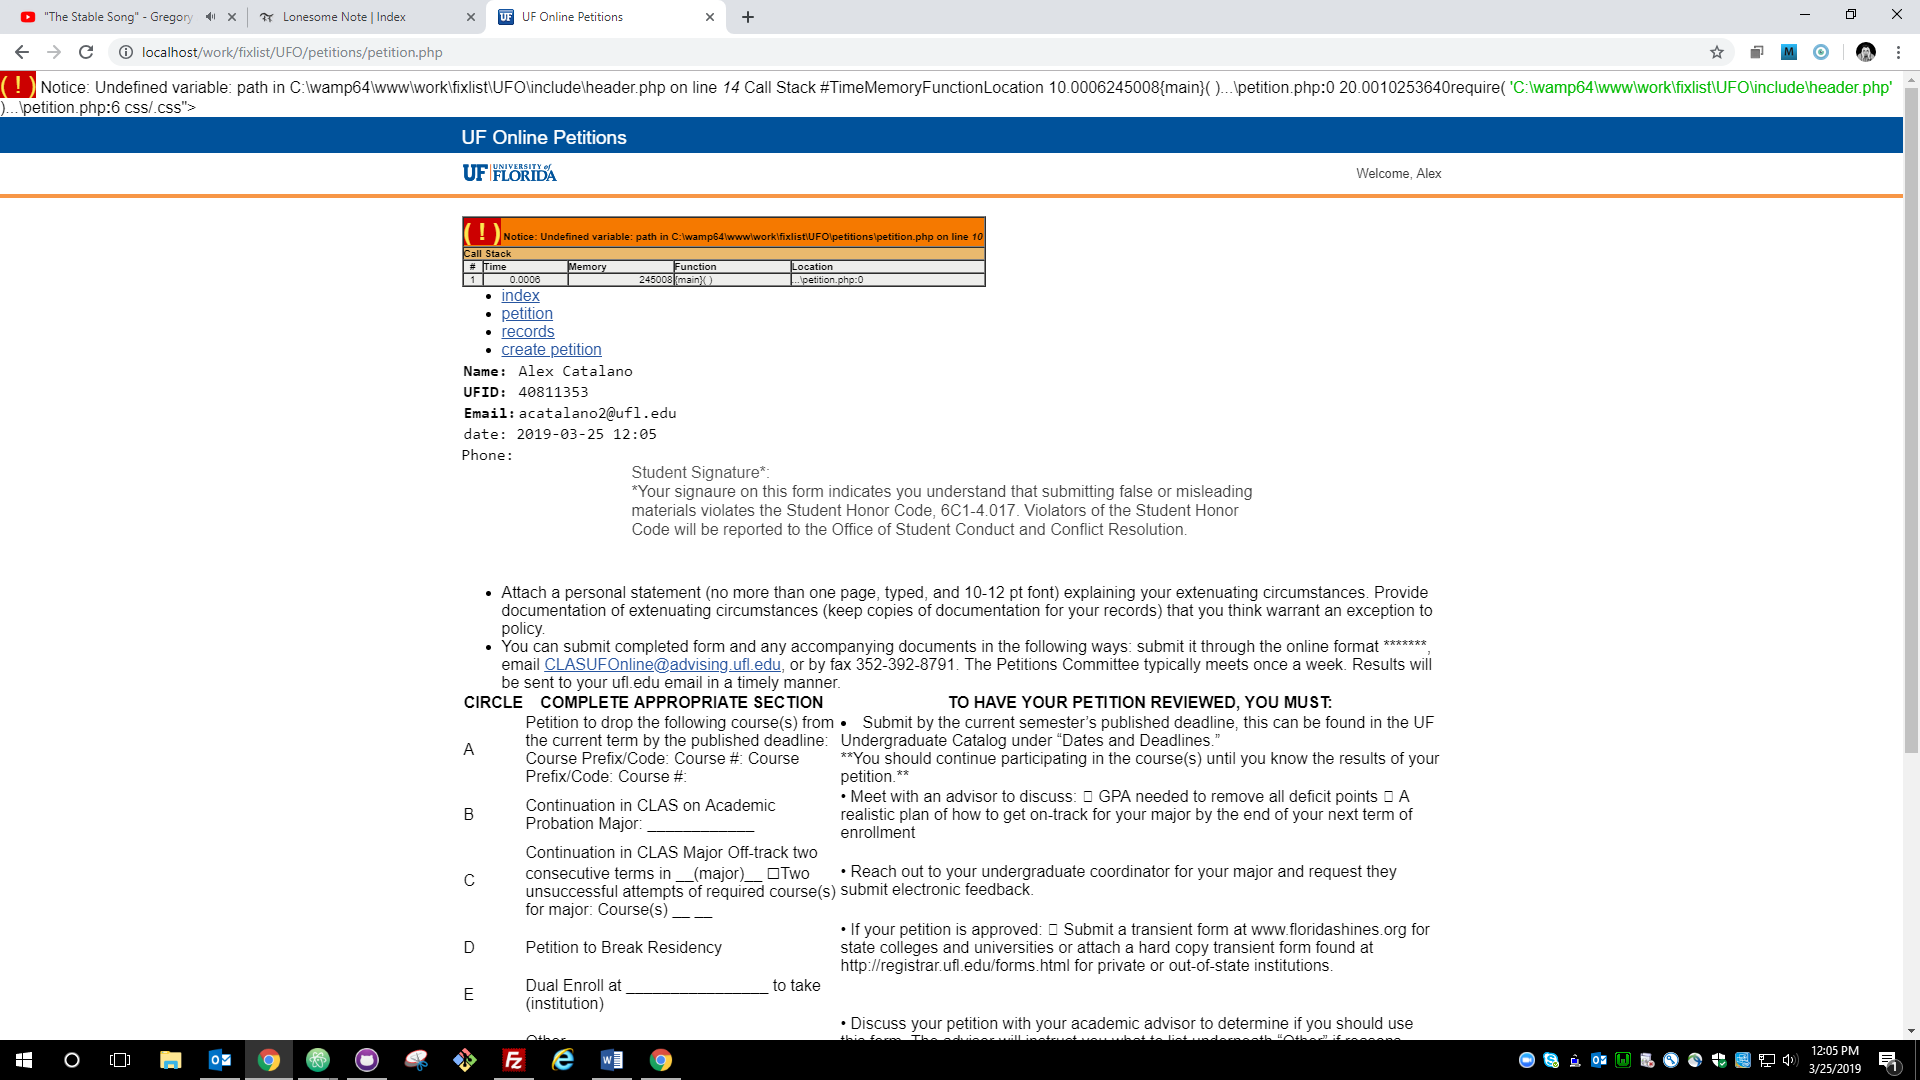 "The Stable Song" - Gregory
Lonesome Note | Index
UF Online Petitions
localhost/work/fixlist/UFO/petitions/petition.php
( ! ) Notice: Undefined variable: path in C:\wamp64\www\work\fixlist\UFO\include\header.php on line 14 Call Stack #TimeMemoryFunctionLocation 10.0006245008{main}( )...\petition.php:0 20.0010253640require( 'C:\wamp64\www\work\fixlist\UFO\include\header.php'
)...\petition.php:6 css/.css">
UF Online Petitions
UF UNIVERSITY of FLORIDA
Welcome, Alex
( ! ) Notice: Undefined variable: path in C:\wamp64\www\work\fixlist\UFO\petitions\petition.php on line 10
Call Stack
# Time Memory Function Location
1 0.0006 245008 {main}( ) ...\petition.php:0
• index
• petition
• records
• create petition
Name: Alex Catalano
UFID: 40811353
Email: acatalano2@ufl.edu
date: 2019-03-25 12:05
Phone:
Student Signature*:
*Your signaure on this form indicates you understand that submitting false or misleading
materials violates the Student Honor Code, 6C1-4.017. Violators of the Student Honor
Code will be reported to the Office of Student Conduct and Conflict Resolution.
• Attach a personal statement (no more than one page, typed, and 10-12 pt font) explaining your extenuating circumstances. Provide
documentation of extenuating circumstances (keep copies of documentation for your records) that you think warrant an exception to
policy.
• You can submit completed form and any accompanying documents in the following ways: submit it through the online format *******,
email CLASUFOnline@advising.ufl.edu, or by fax 352-392-8791. The Petitions Committee typically meets once a week. Results will
be sent to your ufl.edu email in a timely manner.
CIRCLE COMPLETE APPROPRIATE SECTION TO HAVE YOUR PETITION REVIEWED, YOU MUST:
A
Petition to drop the following course(s) from
the current term by the published deadline:
Course Prefix/Code: Course #: Course
Prefix/Code: Course #:
• Submit by the current semester’s published deadline, this can be found in the UF
Undergraduate Catalog under “Dates and Deadlines.”
**You should continue participating in the course(s) until you know the results of your
petition.**
B
Continuation in CLAS on Academic
Probation Major: ____________
• Meet with an advisor to discuss: ▯ GPA needed to remove all deficit points ▯ A
realistic plan of how to get on-track for your major by the end of your next term of
enrollment
C
Continuation in CLAS Major Off-track two
consecutive terms in __(major)__ ☐Two
unsuccessful attempts of required course(s)
for major: Course(s) __ __
• Reach out to your undergraduate coordinator for your major and request they
submit electronic feedback.
D
Petition to Break Residency
• If your petition is approved: ▯ Submit a transient form at www.floridashines.org for
state colleges and universities or attach a hard copy transient form found at
http://registrar.ufl.edu/forms.html for private or out-of-state institutions.
E
Dual Enroll at ________________ to take
(institution)
Other
• Discuss your petition with your academic advisor to determine if you should use
this form. The advisor will instruct you what to list underneath “Other” if reasons
12:05 PM
3/25/2019
1